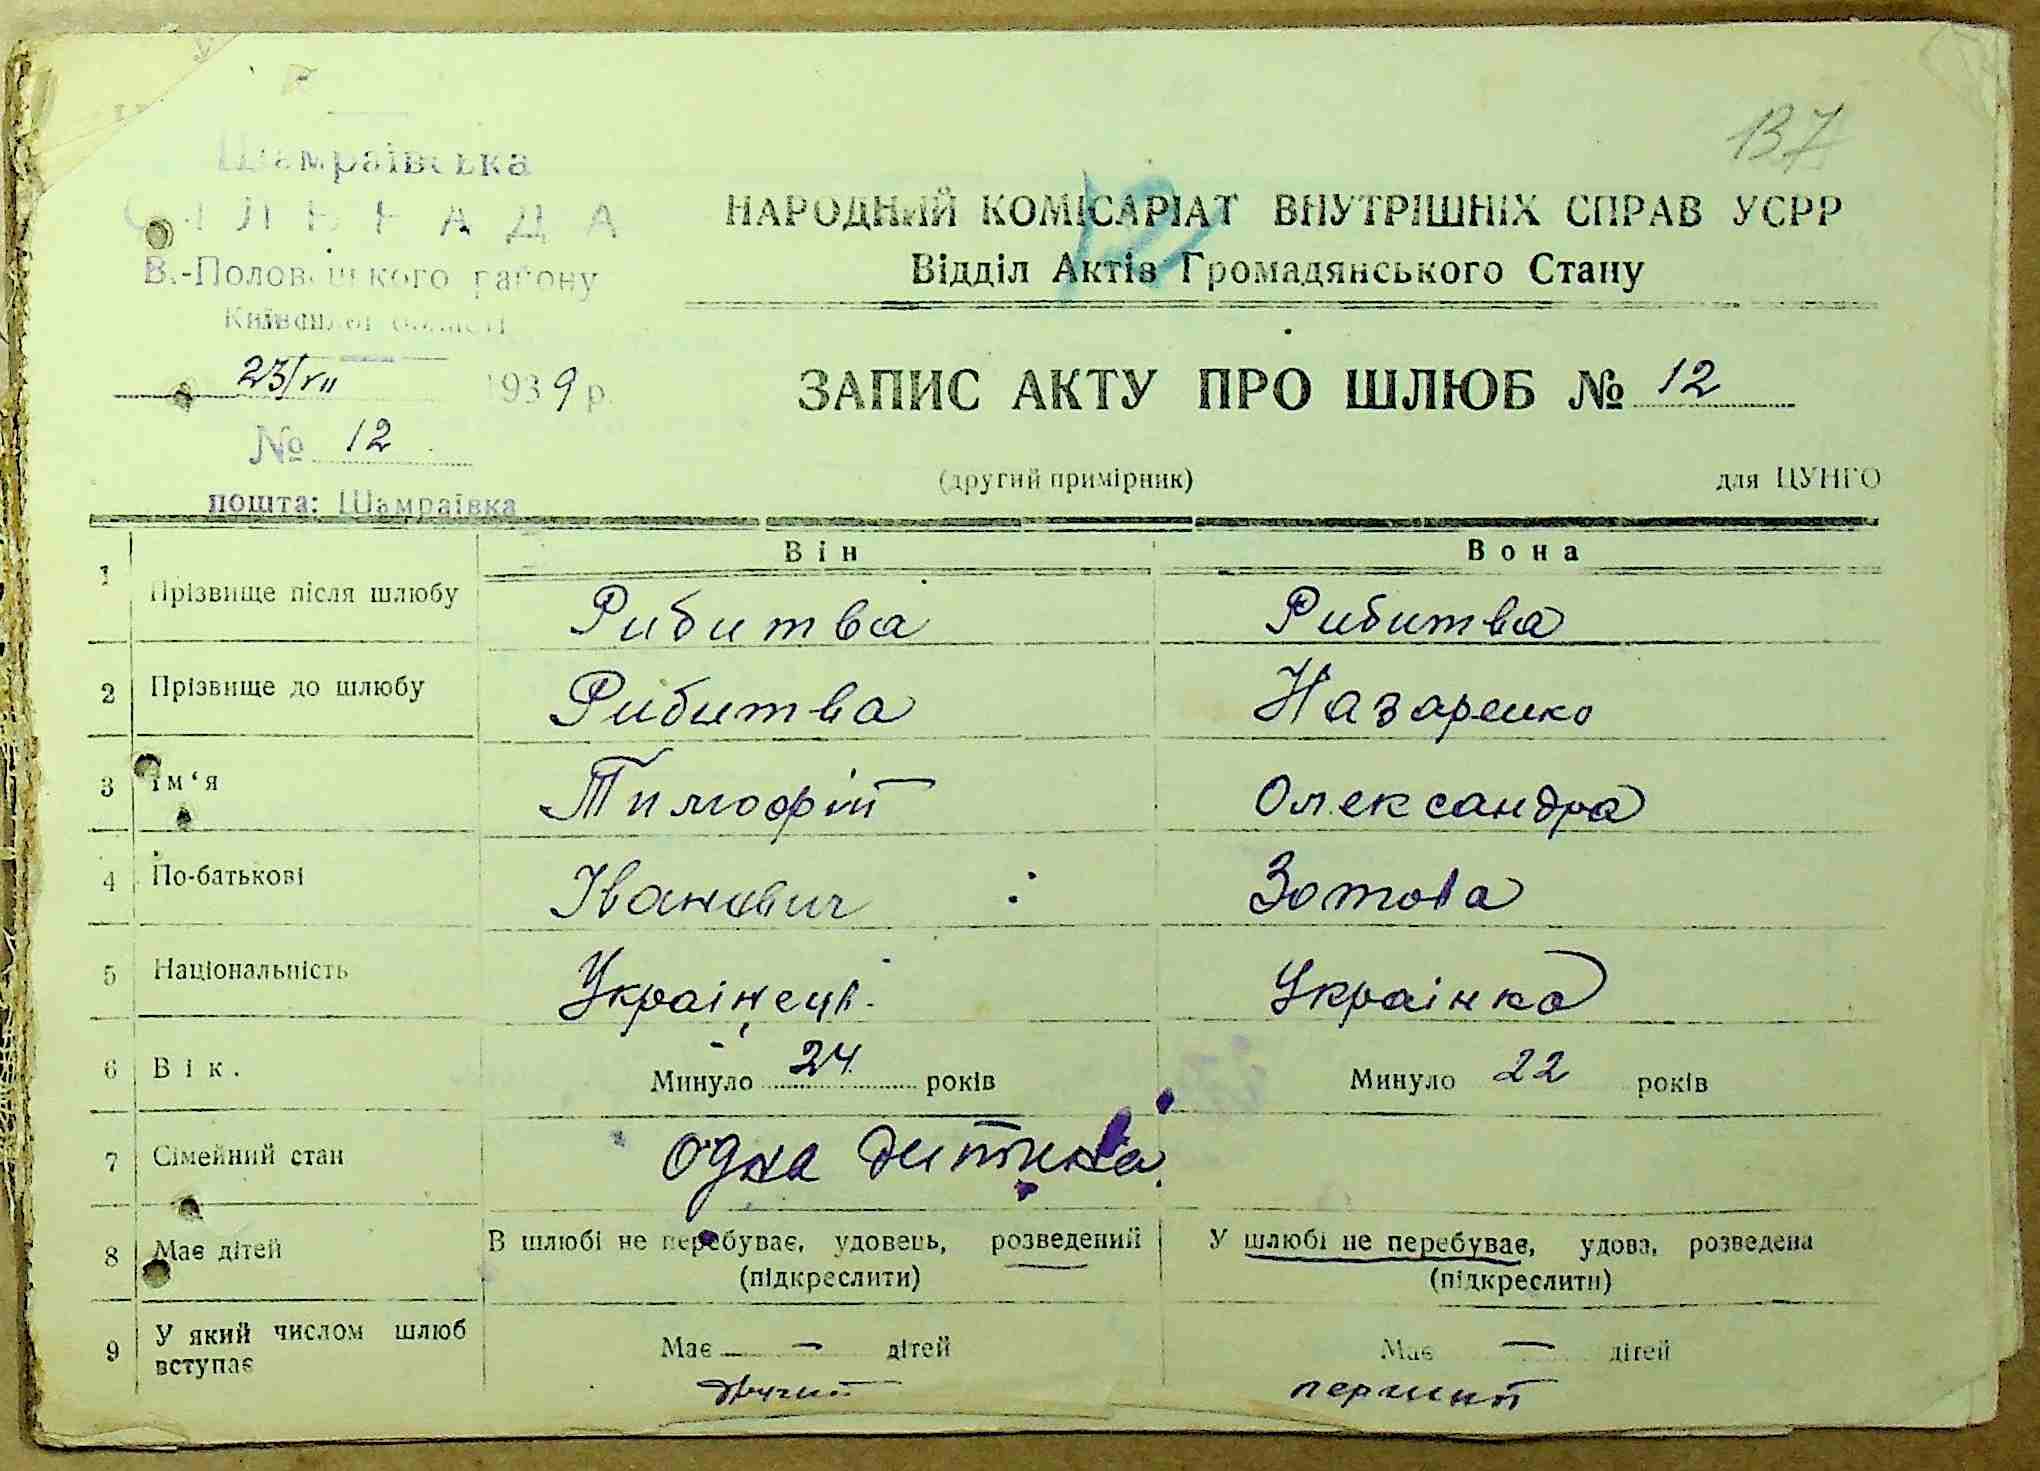 137
Шамраївська
СІЛЬРАДА
В.-Половецького району
Київської області
23/VII 1939 р.
№ 12
пошта: Шамраївка
НАРОДНИЙ КОМІСАРІАТ ВНУТРІШНІХ СПРАВ УСРР
Відділ Актів Громадянського Стану
ЗАПИС АКТУ ПРО ШЛЮБ № 12
(другий примірник) для ЦУНГО
Він Вона
1 Прізвище після шлюбу Рибитва Рибитва
2 Прізвище до шлюбу Рибитва Назаренко
3 Ім‘я Тимофій Олександра
4 По-батькові Іванович Зотова
5 Національність Українець Українка
6 Вік. Минуло 24 років Минуло 22 років
7 Сімейний стан Одна дитина
8 Має дітей В шлюбі не перебуває, удовець, розведений У шлюбі не перебуває, удова, розведена
(підкреслити) (підкреслити)
9 У який числом шлюб вступає Має — дітей Має — дітей
другий перший